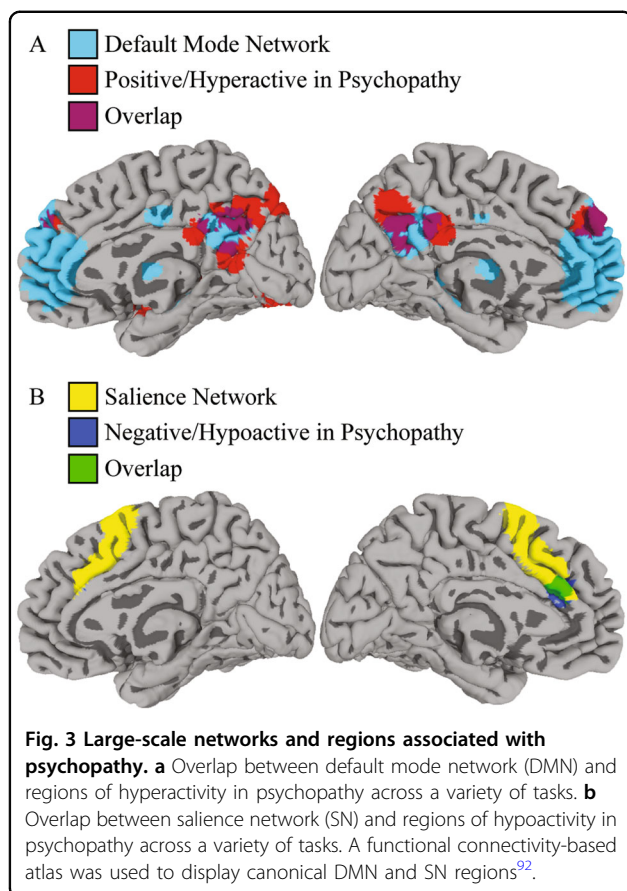 A Default Mode Network
Positive/Hyperactive in Psychopathy
Overlap
B Salience Network
Negative/Hypoactive in Psychopathy
Overlap
Fig. 3 Large-scale networks and regions associated with
psychopathy. a Overlap between default mode network (DMN) and
regions of hyperactivity in psychopathy across a variety of tasks. b
Overlap between salience network (SN) and regions of hypoactivity in
psychopathy across a variety of tasks. A functional connectivity-based
atlas was used to display canonical DMN and SN regions92.